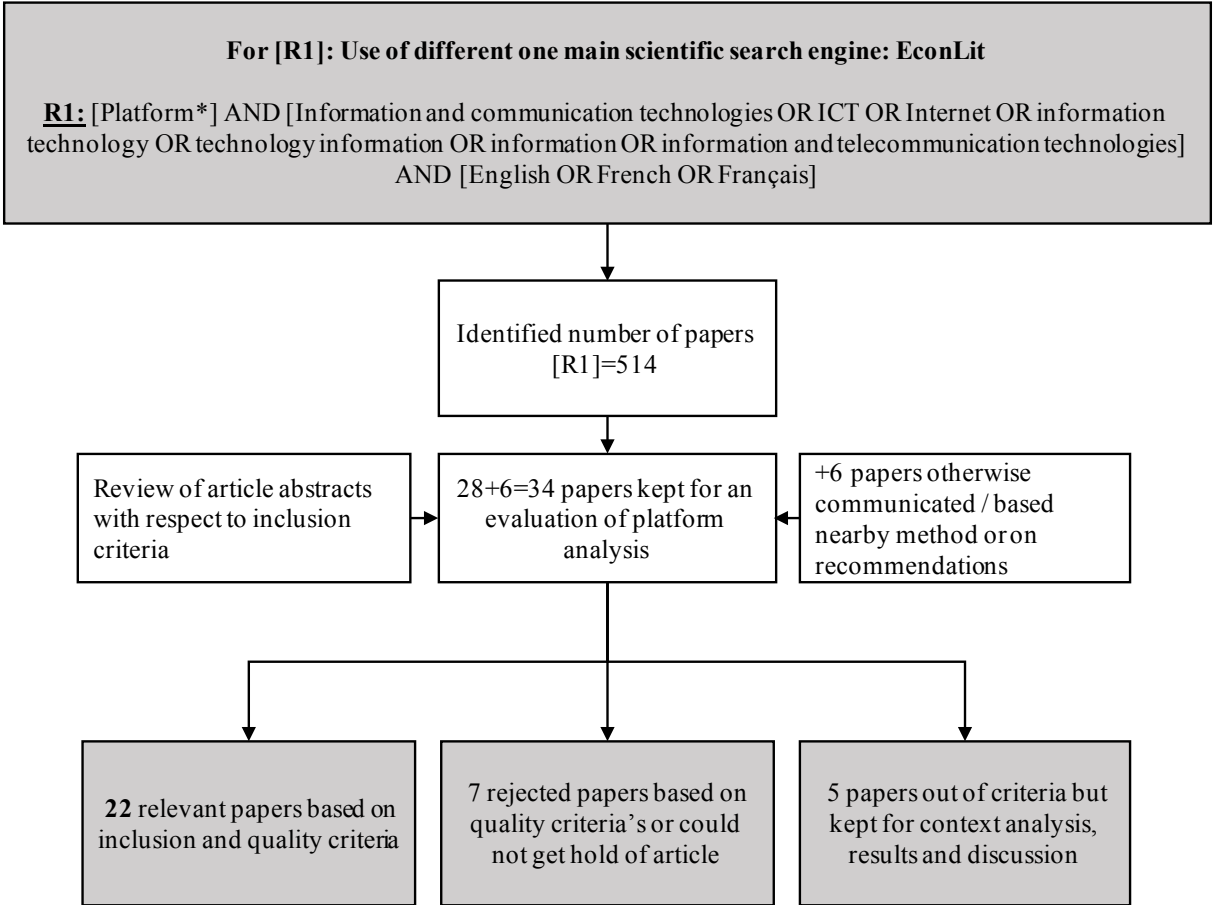 For [R1]: Use of different one main scientific search engine: EconLit
R1: [Platform*] AND [Information and communication technologies OR ICT OR Internet OR information
technology OR technology information OR information OR information and telecommunication technologies]
AND [English OR French OR Français]
Identified number of papers
[R1]=514
Review of article abstracts
with respect to inclusion
criteria
28+6=34 papers kept for an
evaluation of platform
analysis
+6 papers otherwise
communicated / based
nearby method or on
recommendations
22 relevant papers based on
inclusion and quality criteria
7 rejected papers based on
quality criteria’s or could
not get hold of article
5 papers out of criteria but
kept for context analysis,
results and discussion